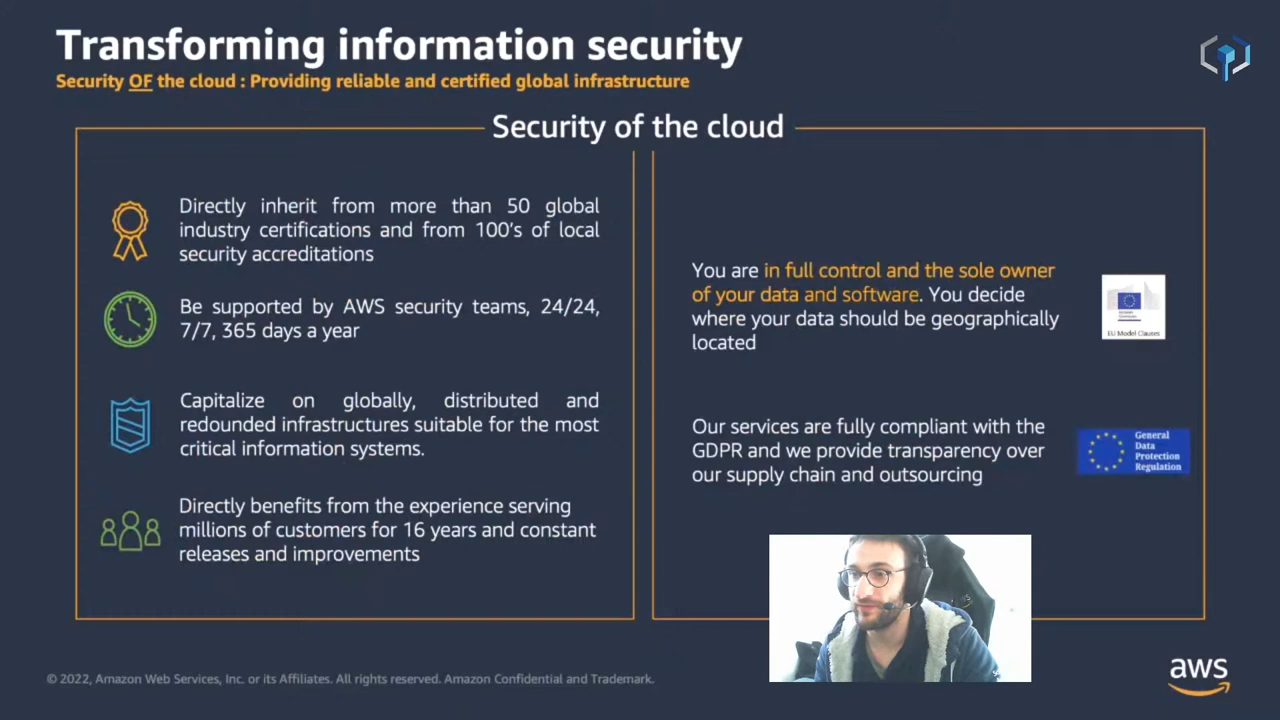 Transforming information security
Security OF the cloud : Providing reliable and certified global infrastructure
Security of the cloud
Directly inherit from more than 50 global
industry certifications and from 100's of local
security accreditations
Be supported by AWS security teams, 24/24,
7/7, 365 days a year
Capitalize on globally, distributed and
redounded infrastructures suitable for the most
critical information systems.
Directly benefits from the experience serving
millions of customers for 16 years and constant
releases and improvements
You are in full control and the sole owner
of your data and software. You decide
where your data should be geographically
located
EU Model Clauses
Our services are fully compliant with the
GDPR and we provide transparency over
our supply chain and outsourcing
General
Data
Protection
Regulation
© 2022, Amazon Web Services, Inc. or its Affiliates. All rights reserved. Amazon Confidential and Trademark.
aws